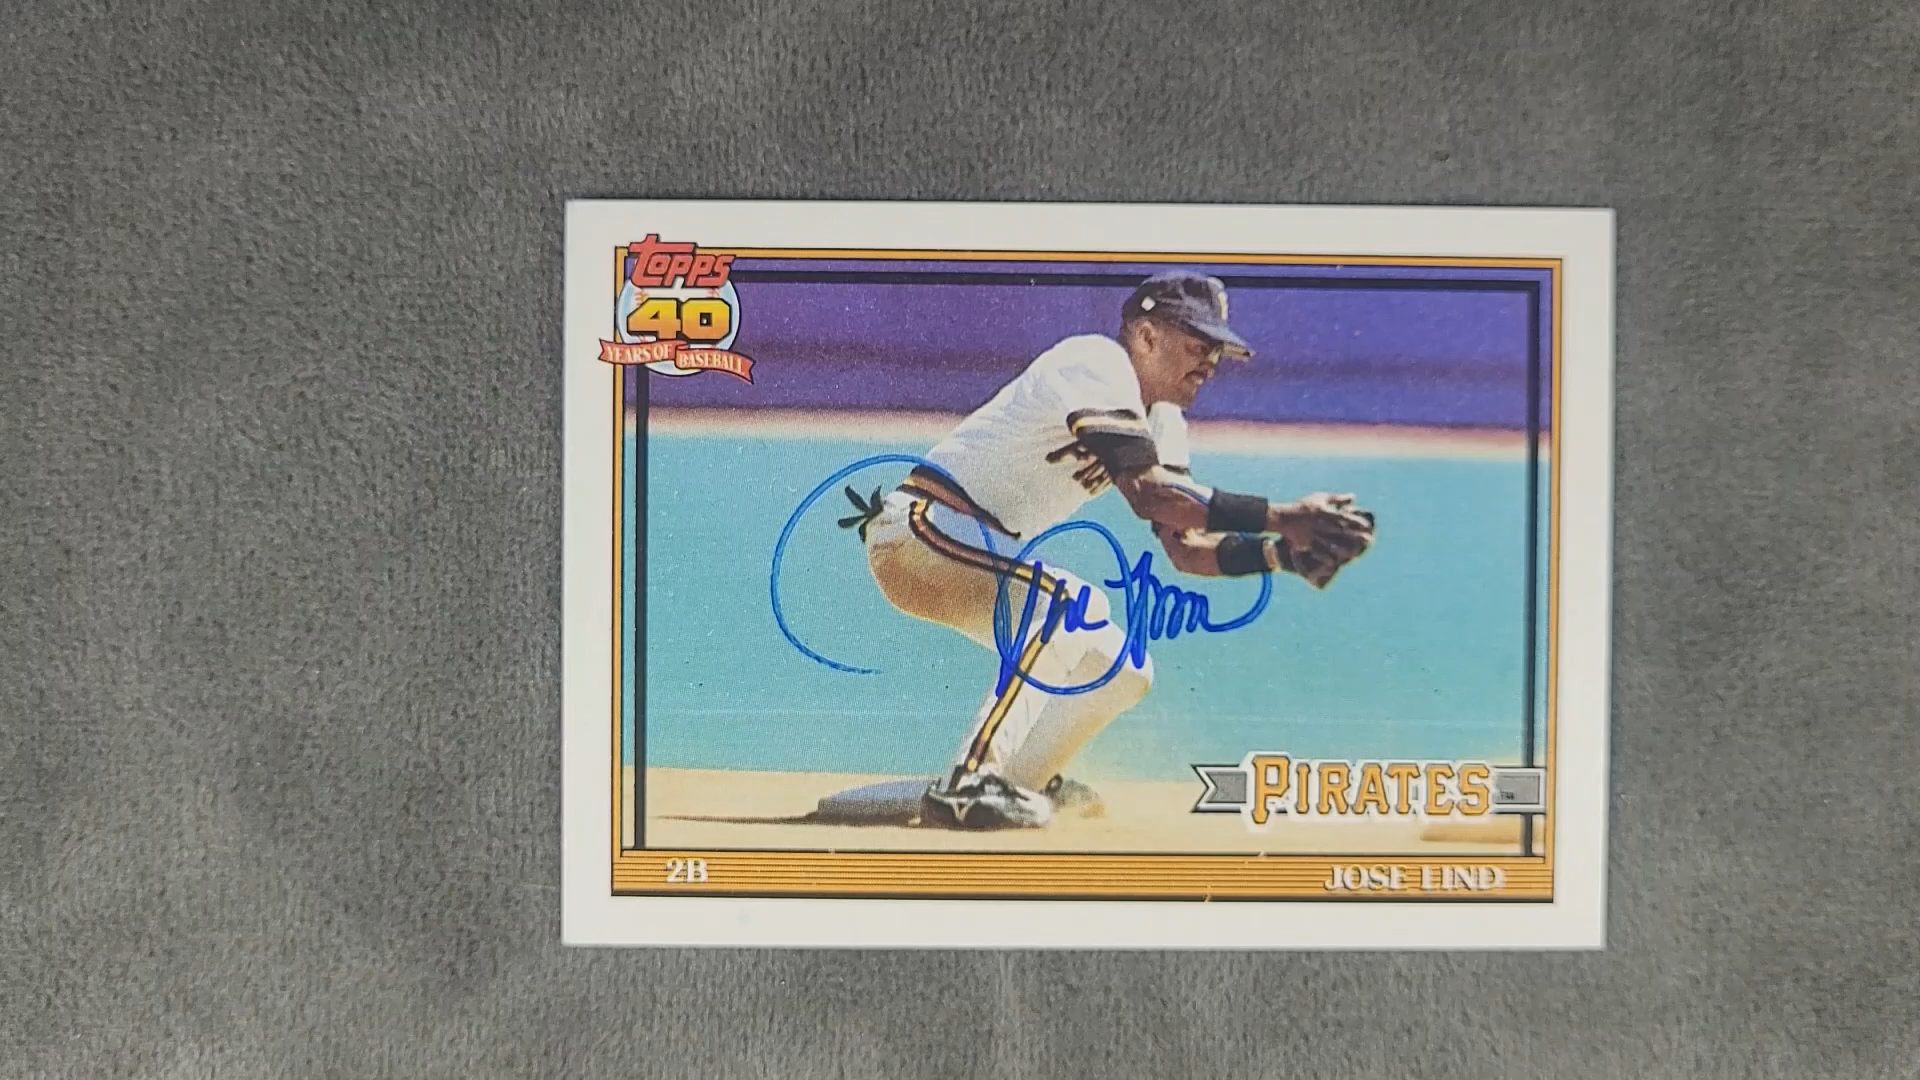 Topps
40
YEARS OF BASEBALL
PIRATES
2B
JOSE LIND